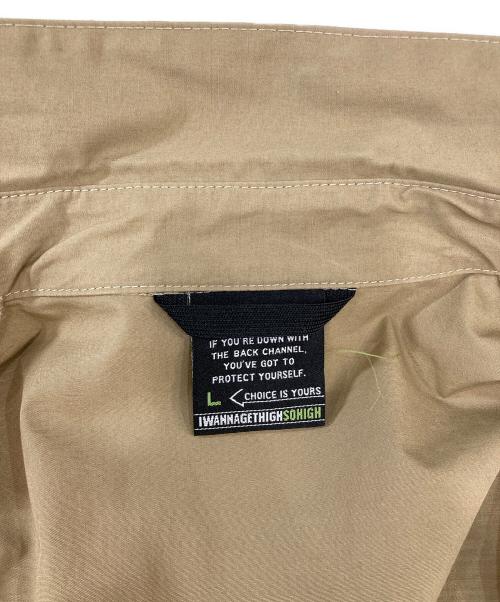 IF YOU'RE DOWN WITH
THE BACK CHANNEL,
YOU'VE GOT TO
PROTECT YOURSELF.
L < CHOICE IS YOURS
IWANNAGETHIGHSOHIGH